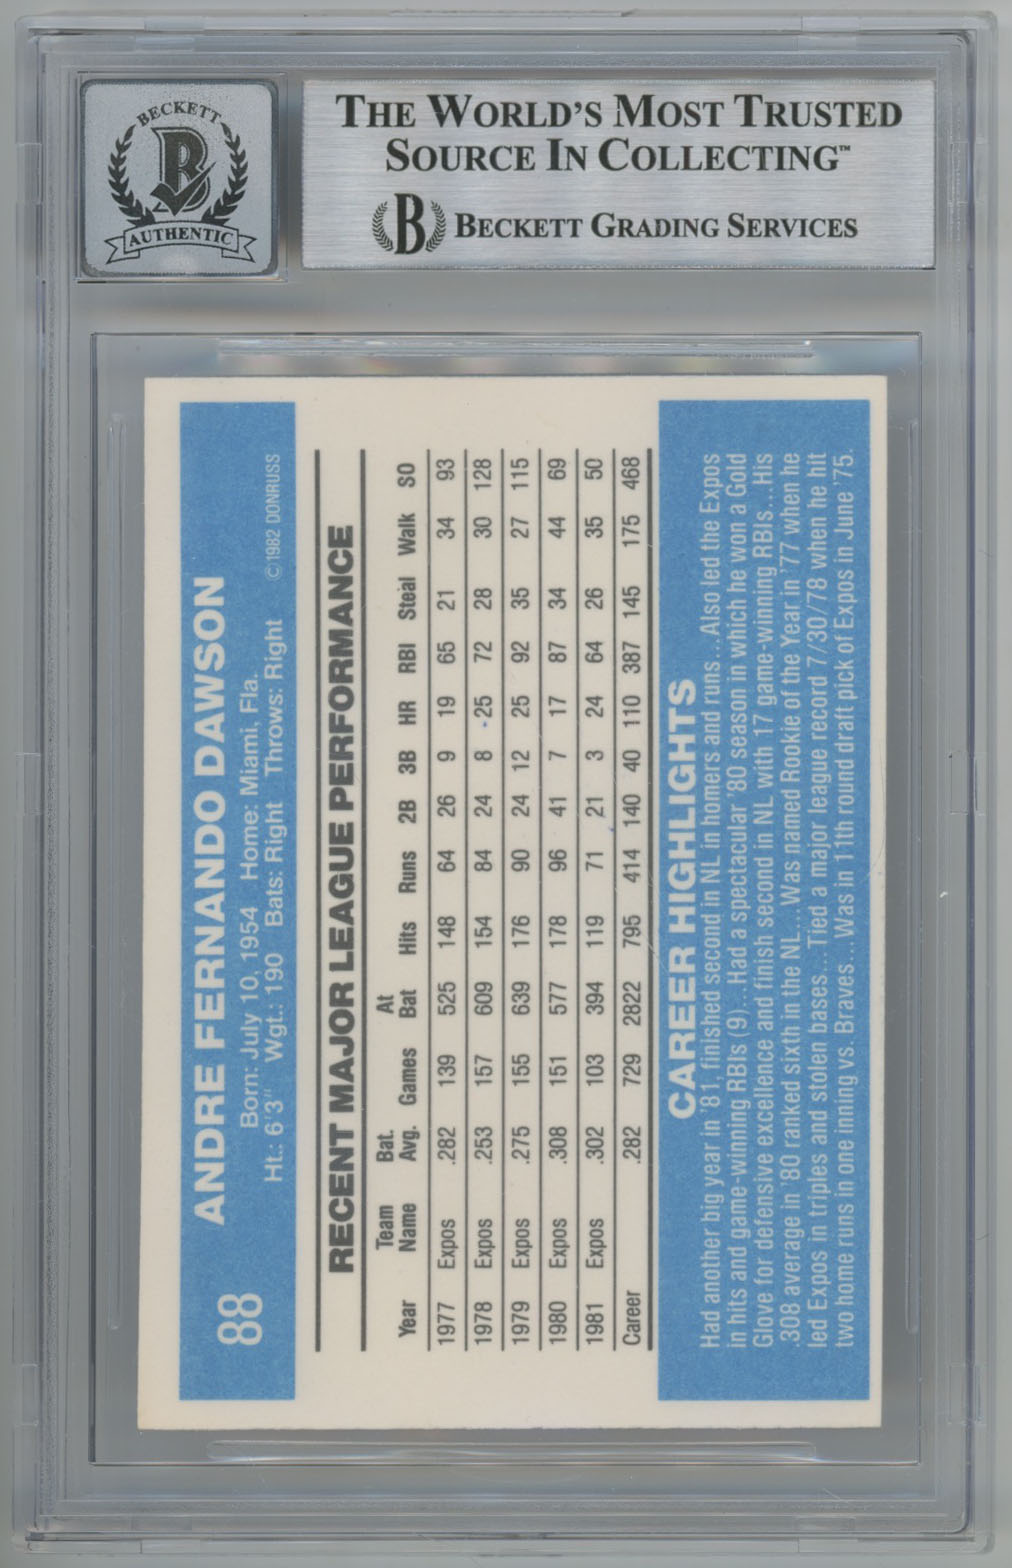 BECKETT
AUTHENTIC
THE WORLD'S MOST TRUSTED
SOURCE IN COLLECTING™
B BECKETT GRADING SERVICES
88 ANDRE FERNANDO DAWSON
Born: July 10, 1954 Home: Miami, Fla.
Ht. 6'3" Wgt. 190 Bats: Right Throws: Right ©1982 DONRUSS
RECENT MAJOR LEAGUE PERFORMANCE
Year Team Name Bat. Avg. Games At Bat Hits Runs 2B 3B HR RBI Steal Walk SO
1977 Expos .282 139 525 148 64 26 9 19 65 21 34 93
1978 Expos .253 157 609 154 84 24 8 25 72 28 30 128
1979 Expos .275 155 639 176 90 24 12 25 92 35 27 115
1980 Expos .308 151 577 178 96 41 7 17 87 34 44 69
1981 Expos .302 103 394 119 71 21 3 24 64 26 35 50
Career .282 729 2822 795 414 140 40 110 387 145 175 468
CAREER HIGHLIGHTS
Had another big year in '81, finished second in NL in homers and runs...Also led the Expos
in hits and game-winning RBIs (9)...Had a spectacular '80 season in which he won a Gold
Glove for defensive excellence and finish second in NL with 17 game-winning RBIs...His
.308 average in '80 ranked sixth in the NL...Was named Rookie of the Year in '77 when he
led Expos in triples and stolen bases...Tied a major league record 7/30/78 when he hit
two home runs in one inning vs. Braves...Was in 11th round draft pick of Expos in June '75.